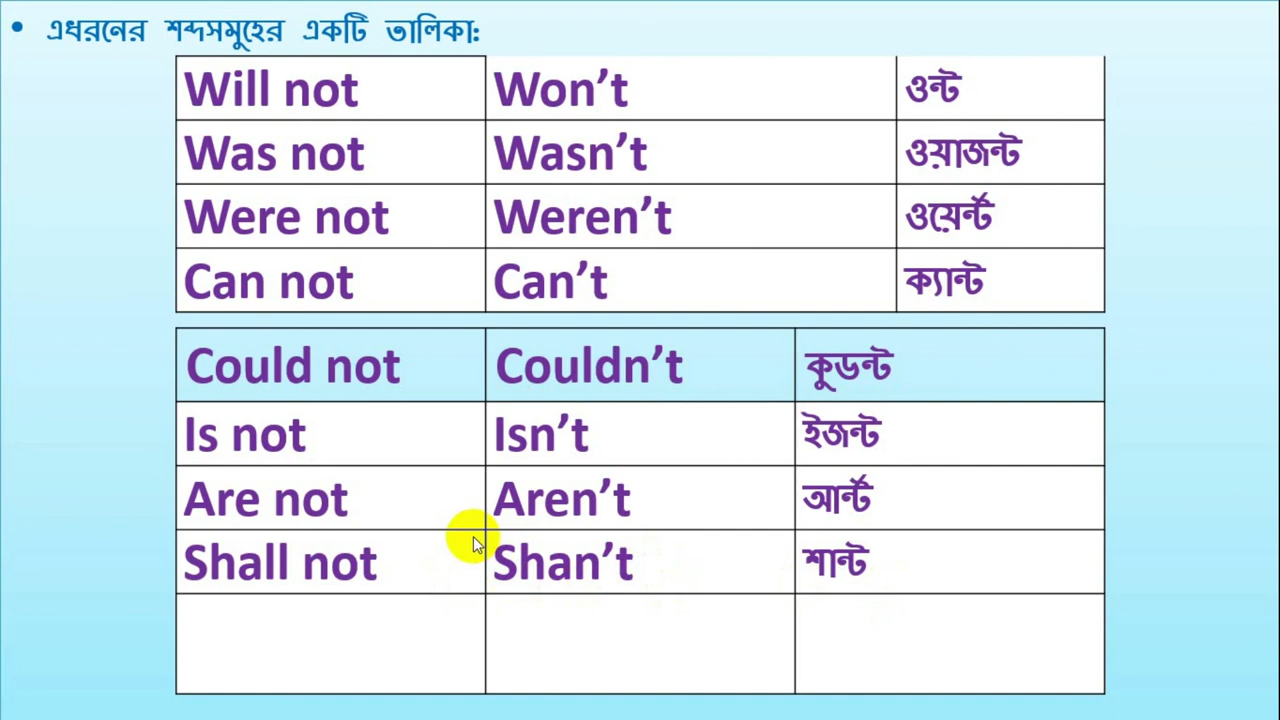 • এধরনের শব্দসমুহের একটি তালিকা:
Will not Won’t ওন্ট
Was not Wasn’t ওয়াজন্ট
Were not Weren’t ওয়ের্ন্ট
Can not Can’t ক্যান্ট
Could not Couldn’t কুডন্ট
Is not Isn’t ইজন্ট
Are not Aren’t আর্ন্ট
Shall not Shan’t শান্ট